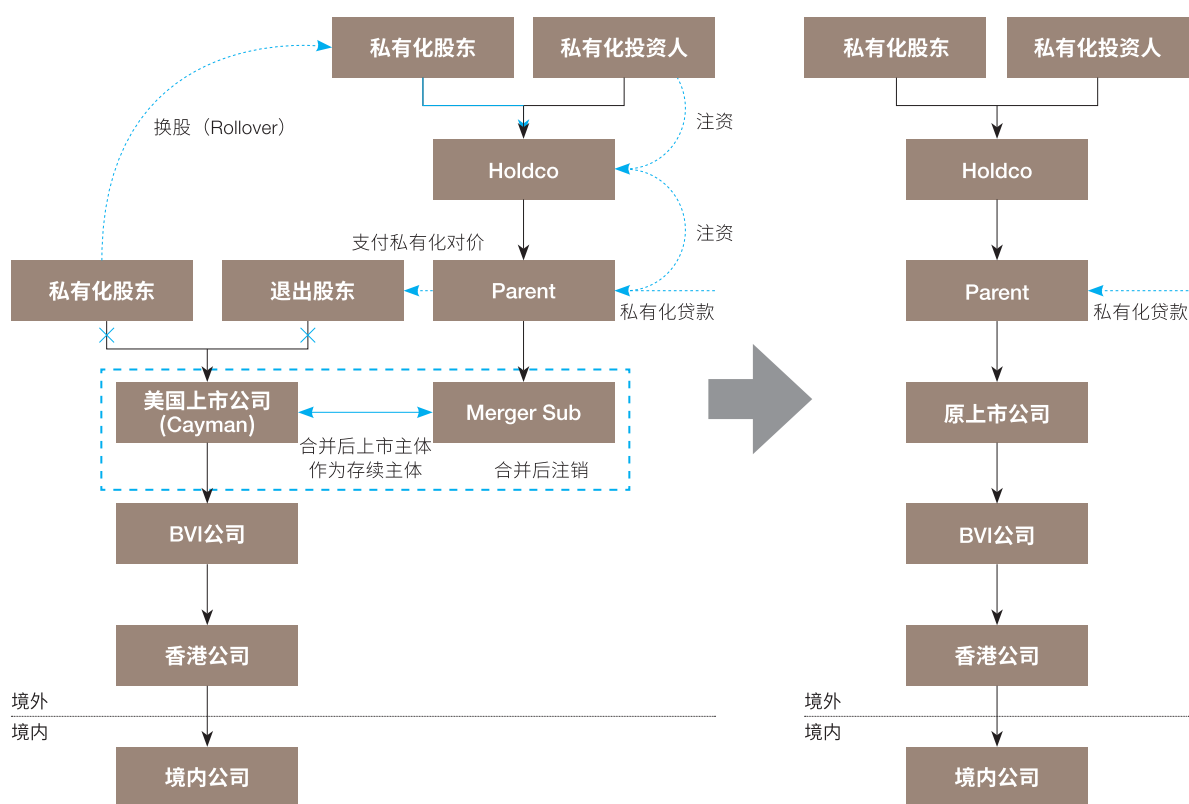 私有化股东
私有化投资人
换股（Rollover）
注资
Holdco
支付私有化对价
注资
私有化股东
退出股东
Parent
私有化贷款
美国上市公司
(Cayman)
Merger Sub
合并后上市主体
作为存续主体
合并后注销
BVI公司
香港公司
境外
境内
境内公司
私有化股东
私有化投资人
Holdco
Parent
私有化贷款
原上市公司
BVI公司
香港公司
境外
境内
境内公司